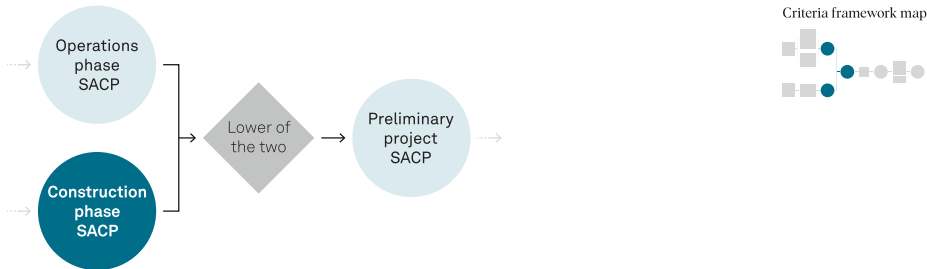 Criteria framework map
Operations
phase
SACP
Lower of
the two
Preliminary
project
SACP
Construction
phase
SACP